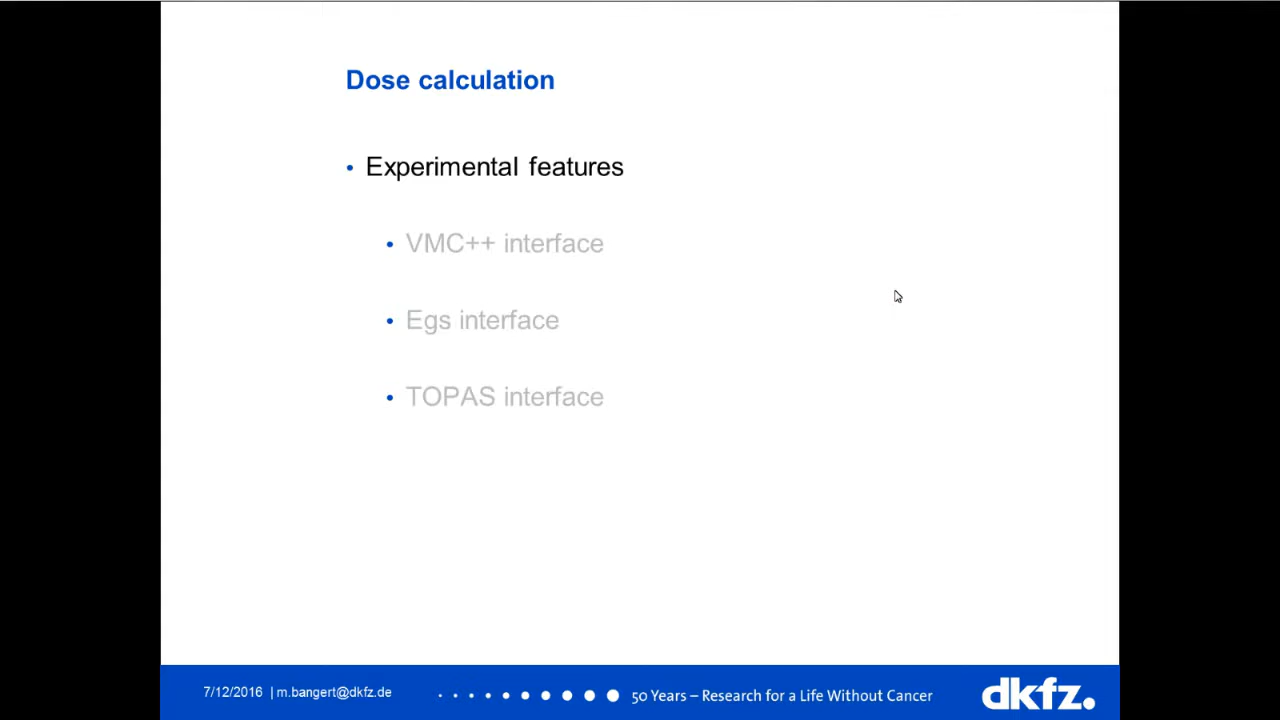 Dose calculation
• Experimental features
• VMC++ interface
• Egs interface
• TOPAS interface
7/12/2016 | m.bangert@dkfz.de
50 Years – Research for a Life Without Cancer
dkfz.